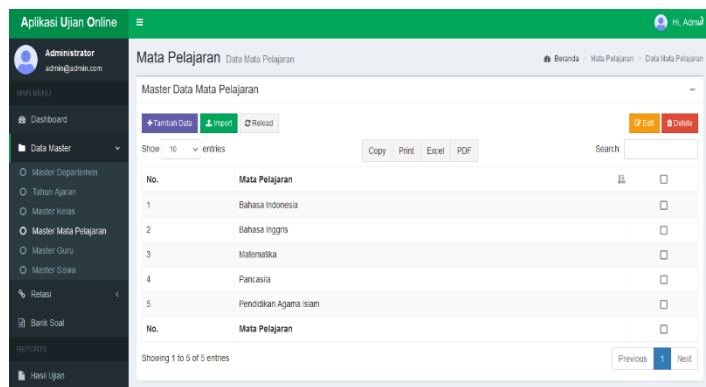 Aplikasi Ujian Online
Hi, Admin
Administrator
admin@admin.com
MAIN MENU
Dashboard
Data Master
Master Departemen
Tahun Ajaran
Master Kelas
Master Mata Pelajaran
Master Guru
Master Siswa
Relasi
Bank Soal
REPORTS
Hasil Ujian
Mata Pelajaran Data Mata Pelajaran
Beranda > Mata Pelajaran > Data Mata Pelajaran
Master Data Mata Pelajaran
+Tambah Data Import Reload
Edit Delete
Show 10 entries Copy Print Excel PDF Search
No. Mata Pelajaran
1 Bahasa Indonesia
2 Bahasa Inggris
3 Matematika
4 Pancasila
5 Pendidikan Agama Islam
No. Mata Pelajaran
Showing 1 to 5 of 5 entries Previous 1 Next